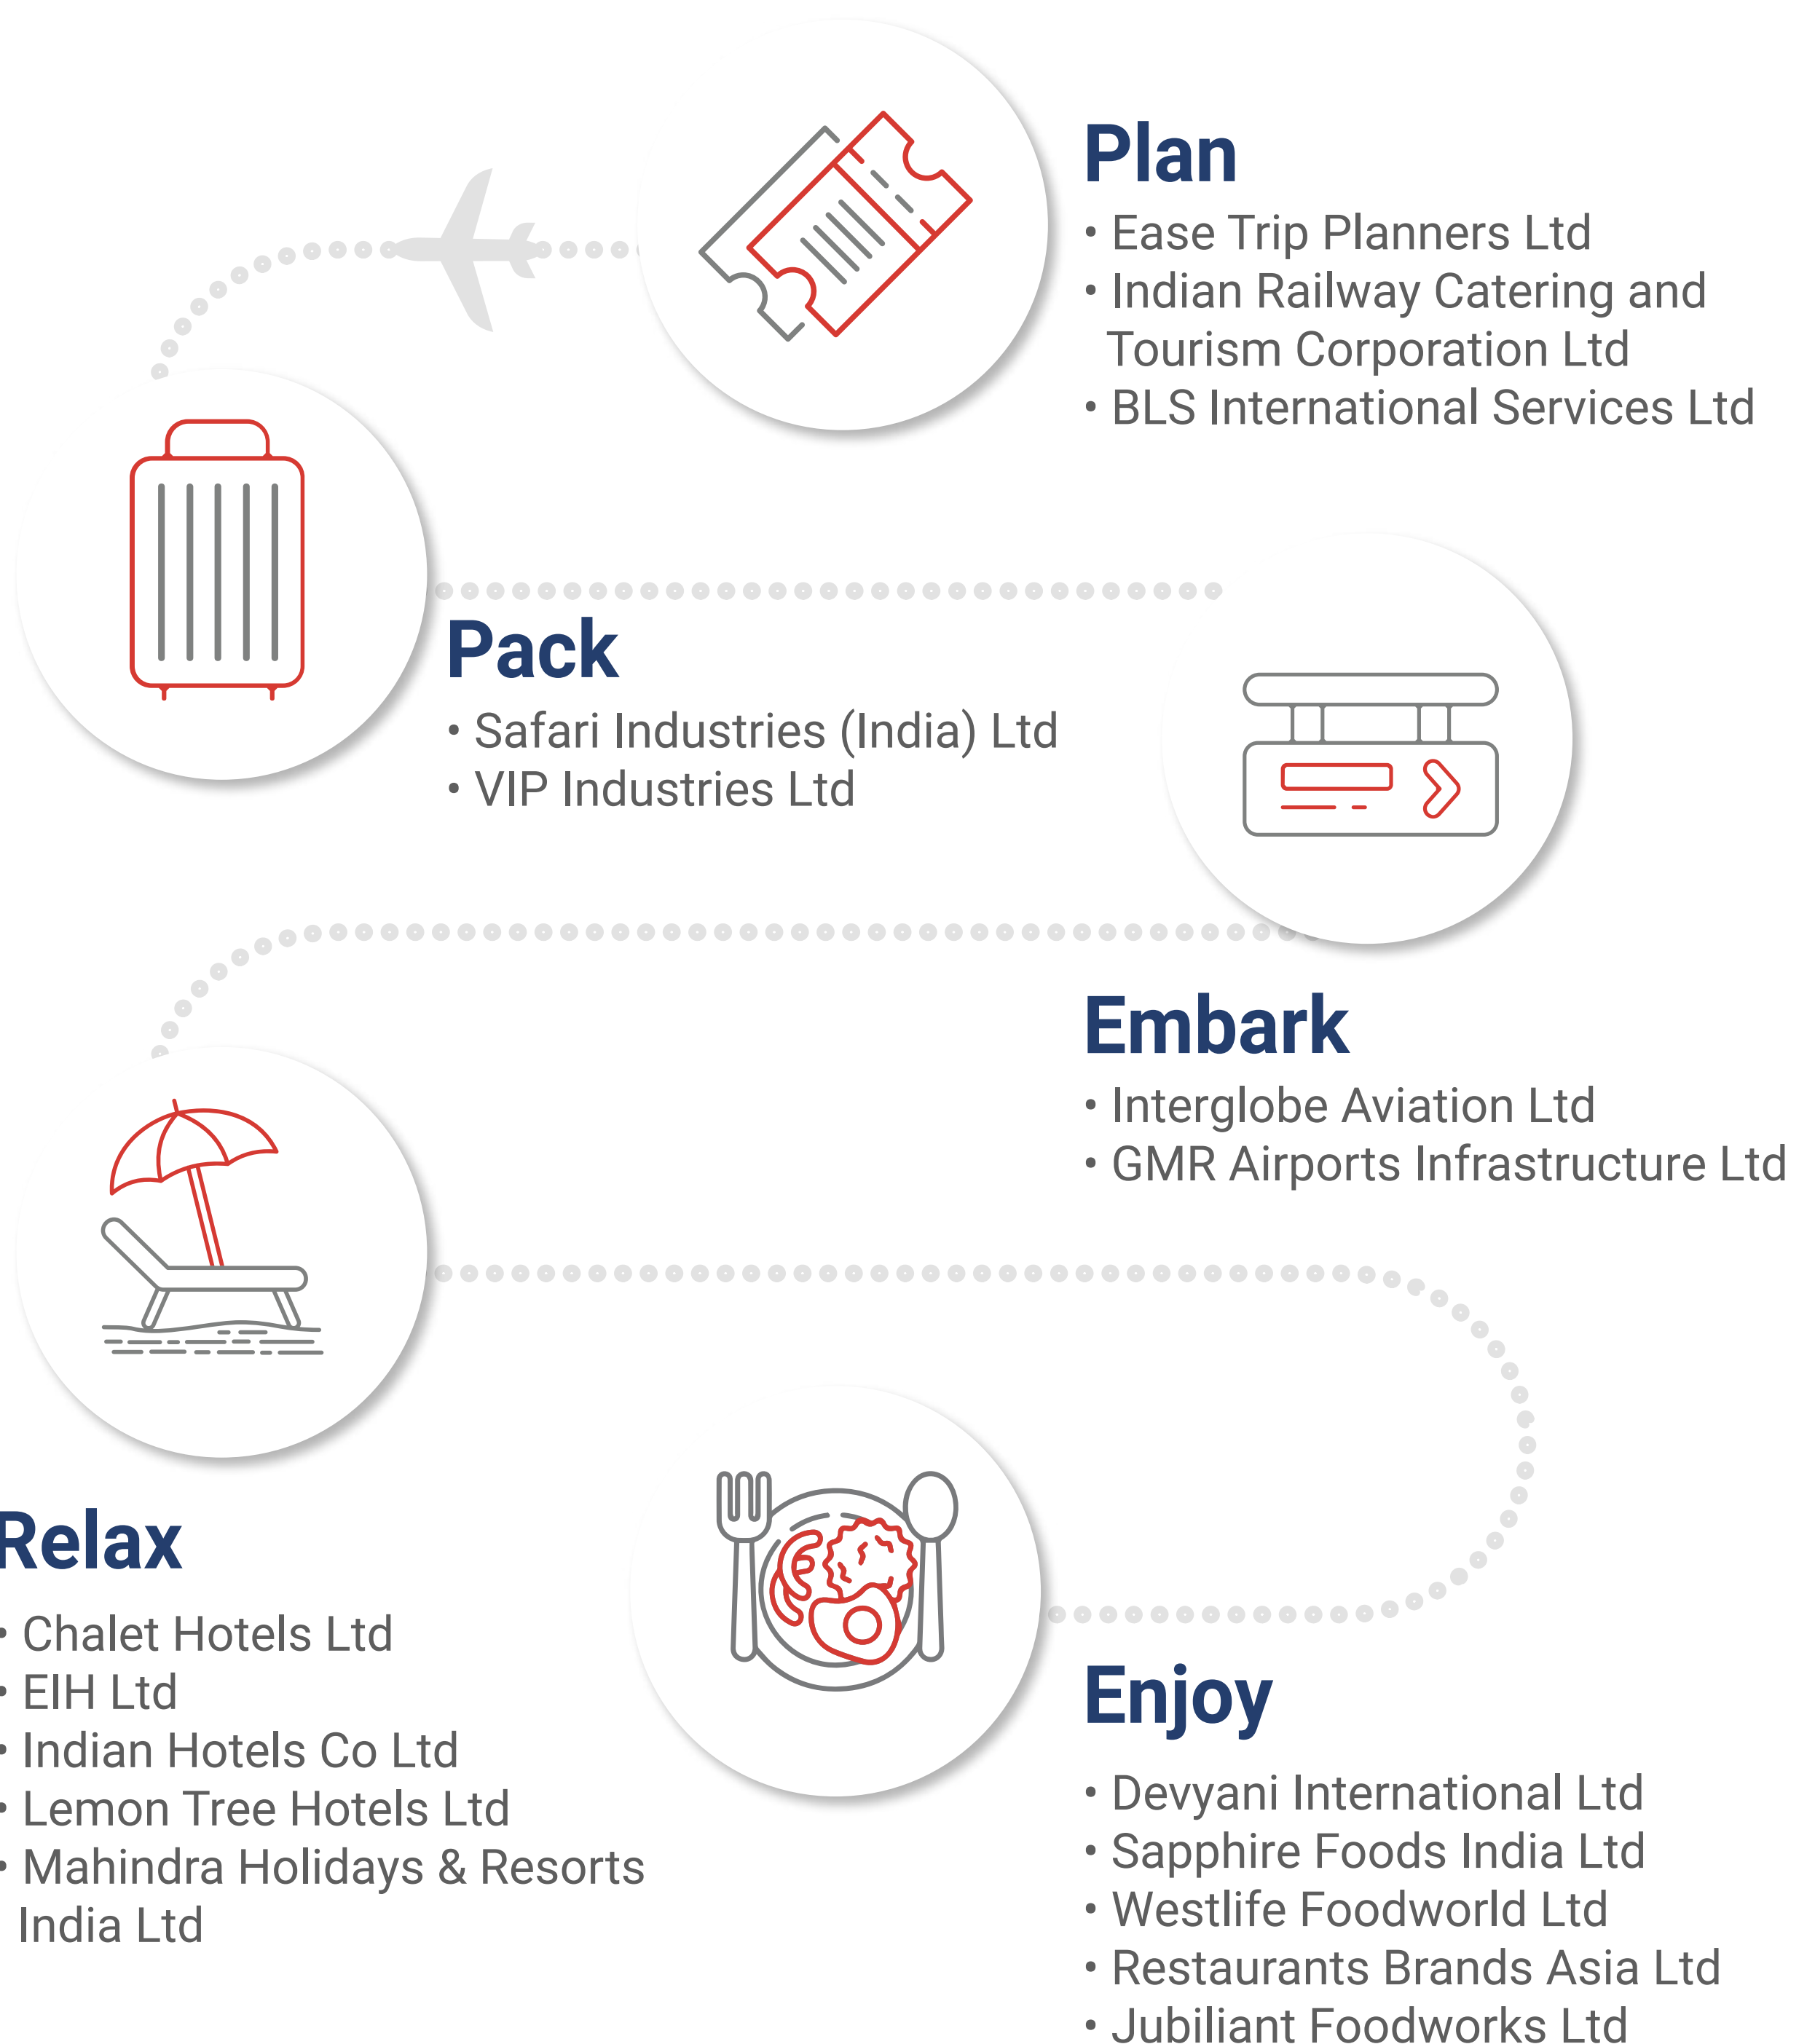 Plan
• Ease Trip Planners Ltd
• Indian Railway Catering and
Tourism Corporation Ltd
• BLS International Services Ltd
Pack
• Safari Industries (India) Ltd
• VIP Industries Ltd
Embark
• Interglobe Aviation Ltd
• GMR Airports Infrastructure Ltd
Relax
• Chalet Hotels Ltd
• EIH Ltd
• Indian Hotels Co Ltd
• Lemon Tree Hotels Ltd
• Mahindra Holidays & Resorts
India Ltd
Enjoy
• Devyani International Ltd
• Sapphire Foods India Ltd
• Westlife Foodworld Ltd
• Restaurants Brands Asia Ltd
• Jubiliant Foodworks Ltd